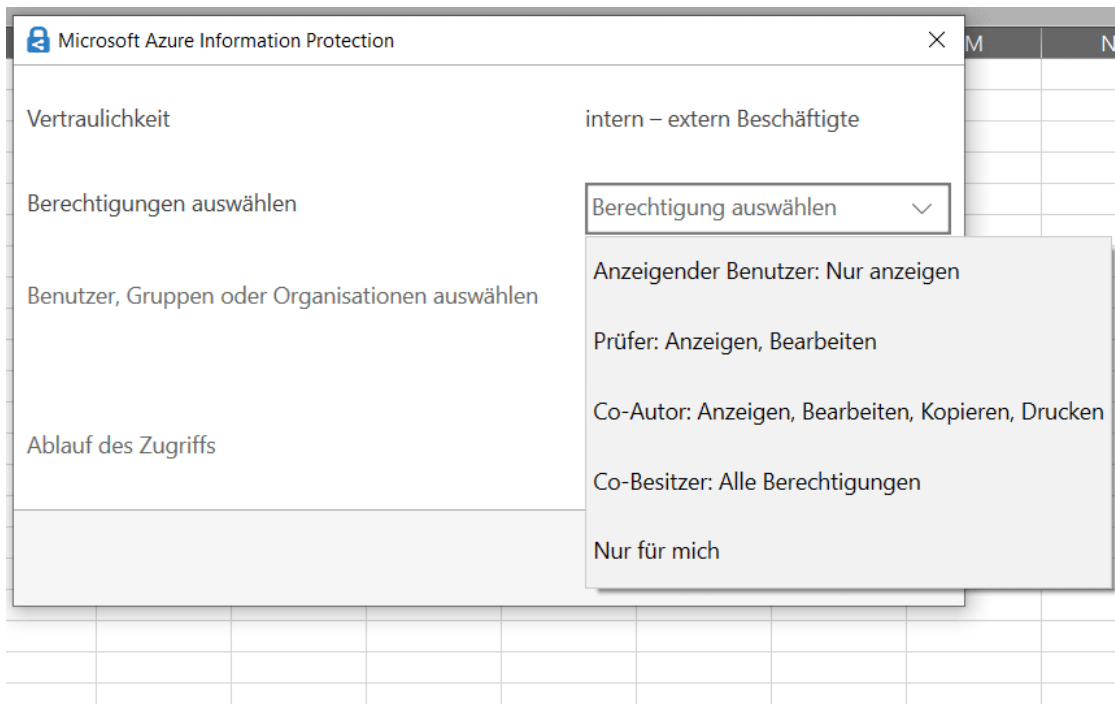 Microsoft Azure Information Protection
M
N
Vertraulichkeit
intern – extern Beschäftigte
Berechtigungen auswählen
Berechtigung auswählen
Anzeigender Benutzer: Nur anzeigen
Benutzer, Gruppen oder Organisationen auswählen
Prüfer: Anzeigen, Bearbeiten
Co-Autor: Anzeigen, Bearbeiten, Kopieren, Drucken
Ablauf des Zugriffs
Co-Besitzer: Alle Berechtigungen
Nur für mich